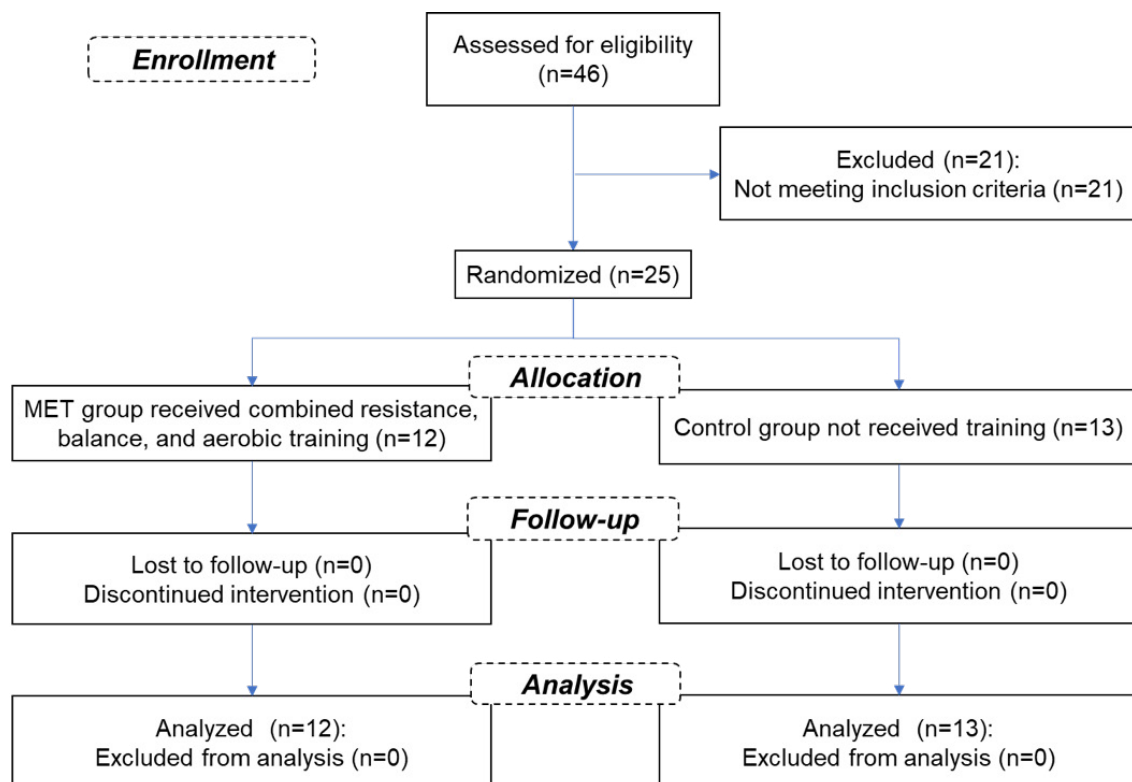 Enrollment
Assessed for eligibility
(n=46)
Excluded (n=21):
Not meeting inclusion criteria (n=21)
Randomized (n=25)
Allocation
MET group received combined resistance,
balance, and aerobic training (n=12)
Control group not received training (n=13)
Follow-up
Lost to follow-up (n=0)
Discontinued intervention (n=0)
Lost to follow-up (n=0)
Discontinued intervention (n=0)
Analysis
Analyzed (n=12):
Excluded from analysis (n=0)
Analyzed (n=13):
Excluded from analysis (n=0)